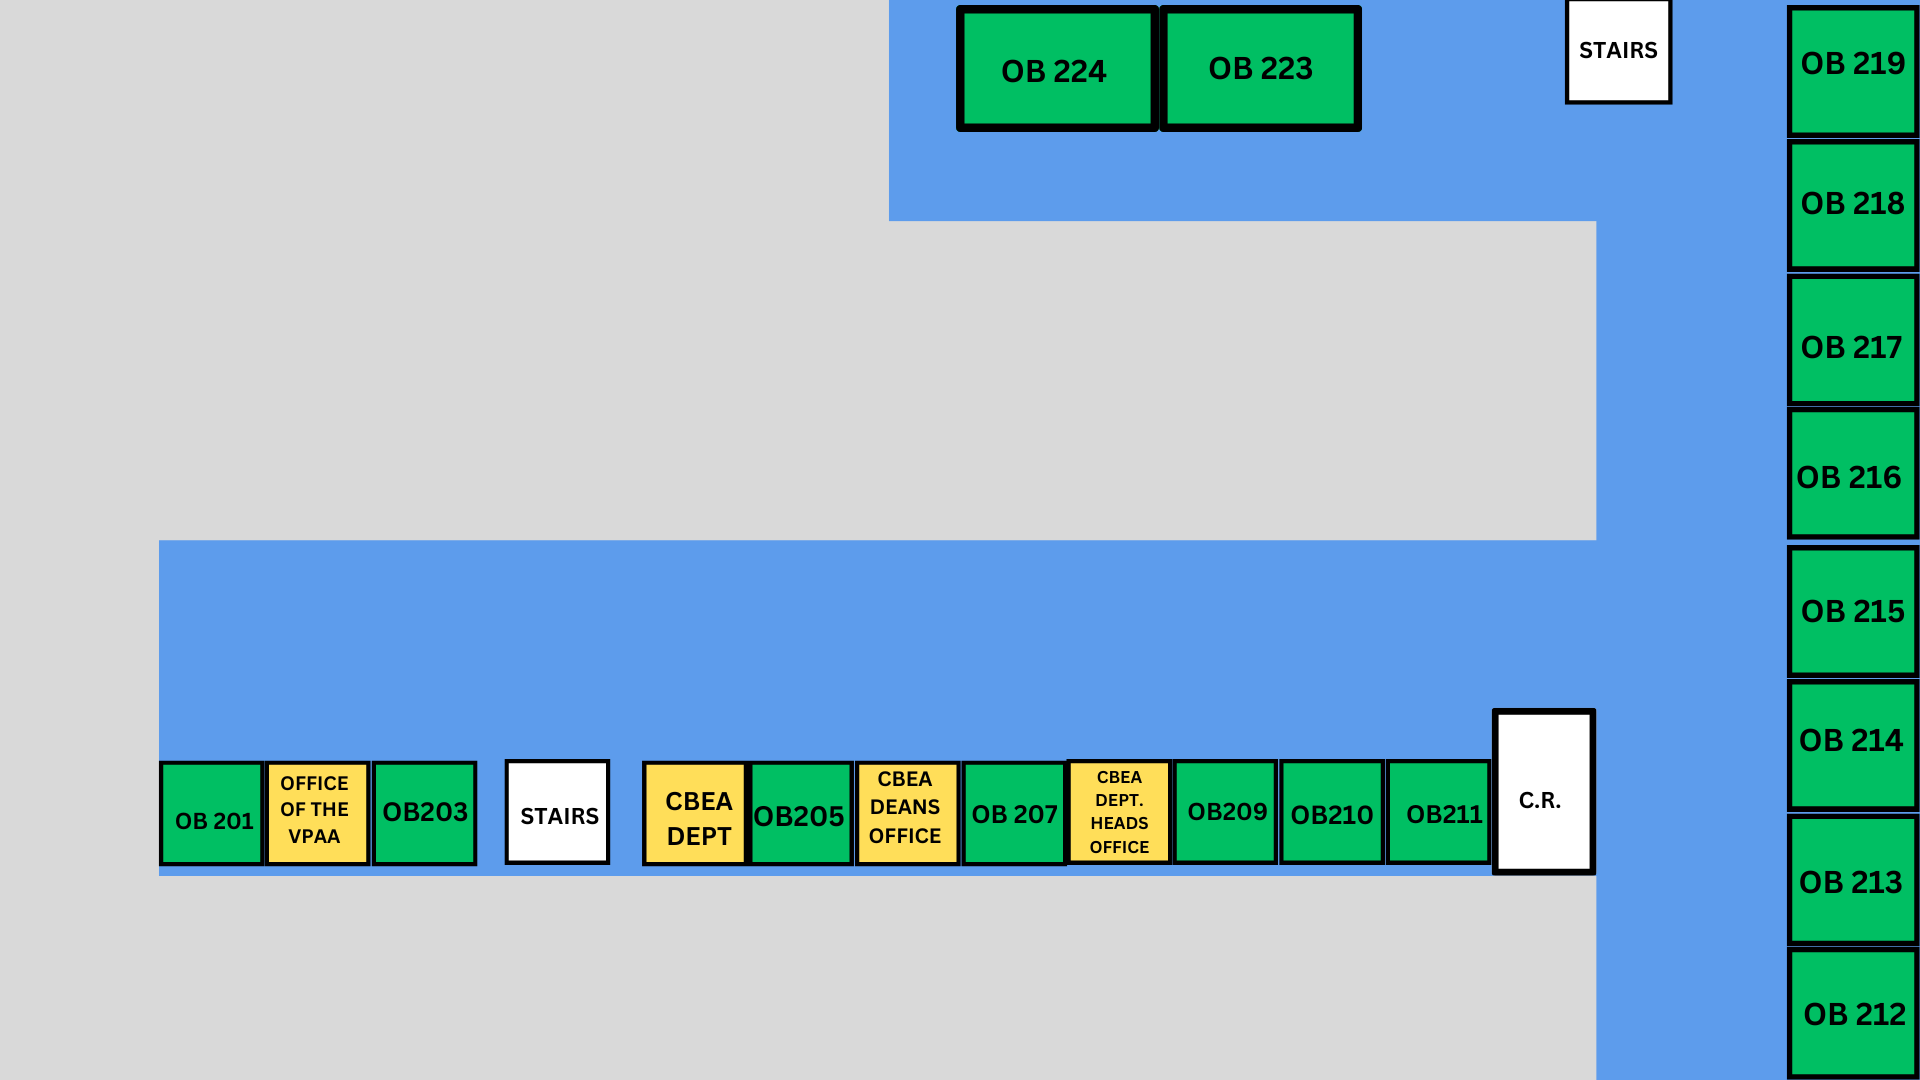 OB 224
OB 223
STAIRS
OB 219
OB 218
OB 217
OB 216
OB 215
OB 214
OB 213
OB 212
OB 201
OFFICE
OF THE
VPAA
OB203
STAIRS
CBEA
DEPT
OB205
CBEA
DEANS
OFFICE
OB 207
CBEA
DEPT.
HEADS
OFFICE
OB209
OB210
OB211
C.R.